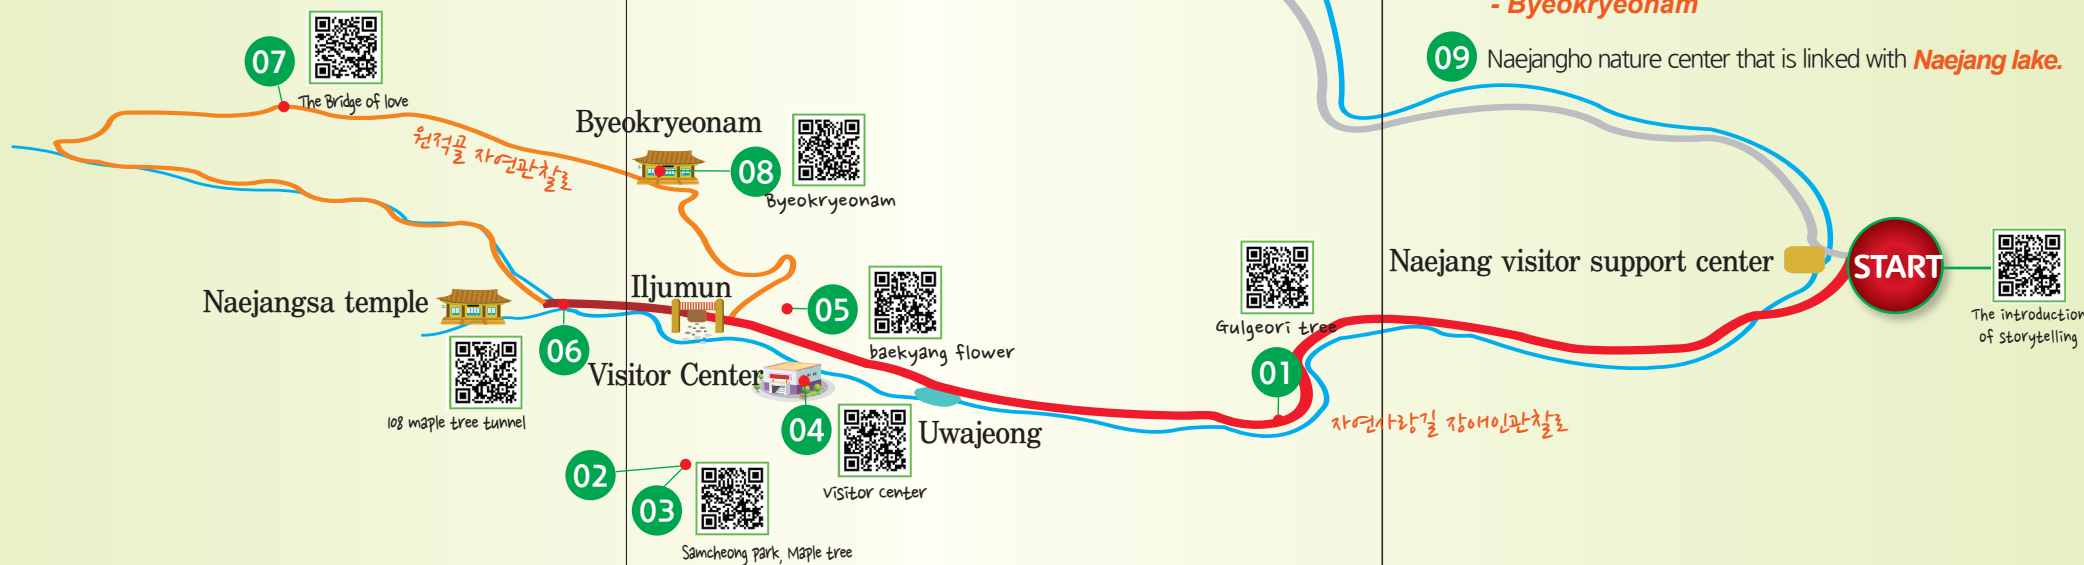 - Byeokryeonam
09 Naejangho nature center that is linked with Naejang lake.
07
The Bridge of love
원적골 자연관찰로
Byeokryeonam
08
Byeokryeonam
Naejangsa temple
Iljumun
05
baekyang flower
06
108 maple tree tunnel
Visitor Center
04
Visitor center
Uwajeong
02
03
Samcheong park, Maple tree
Gulgeori tree
01
자연사랑길 장애인관찰로
Naejang visitor support center
START
The introduction
of storytelling